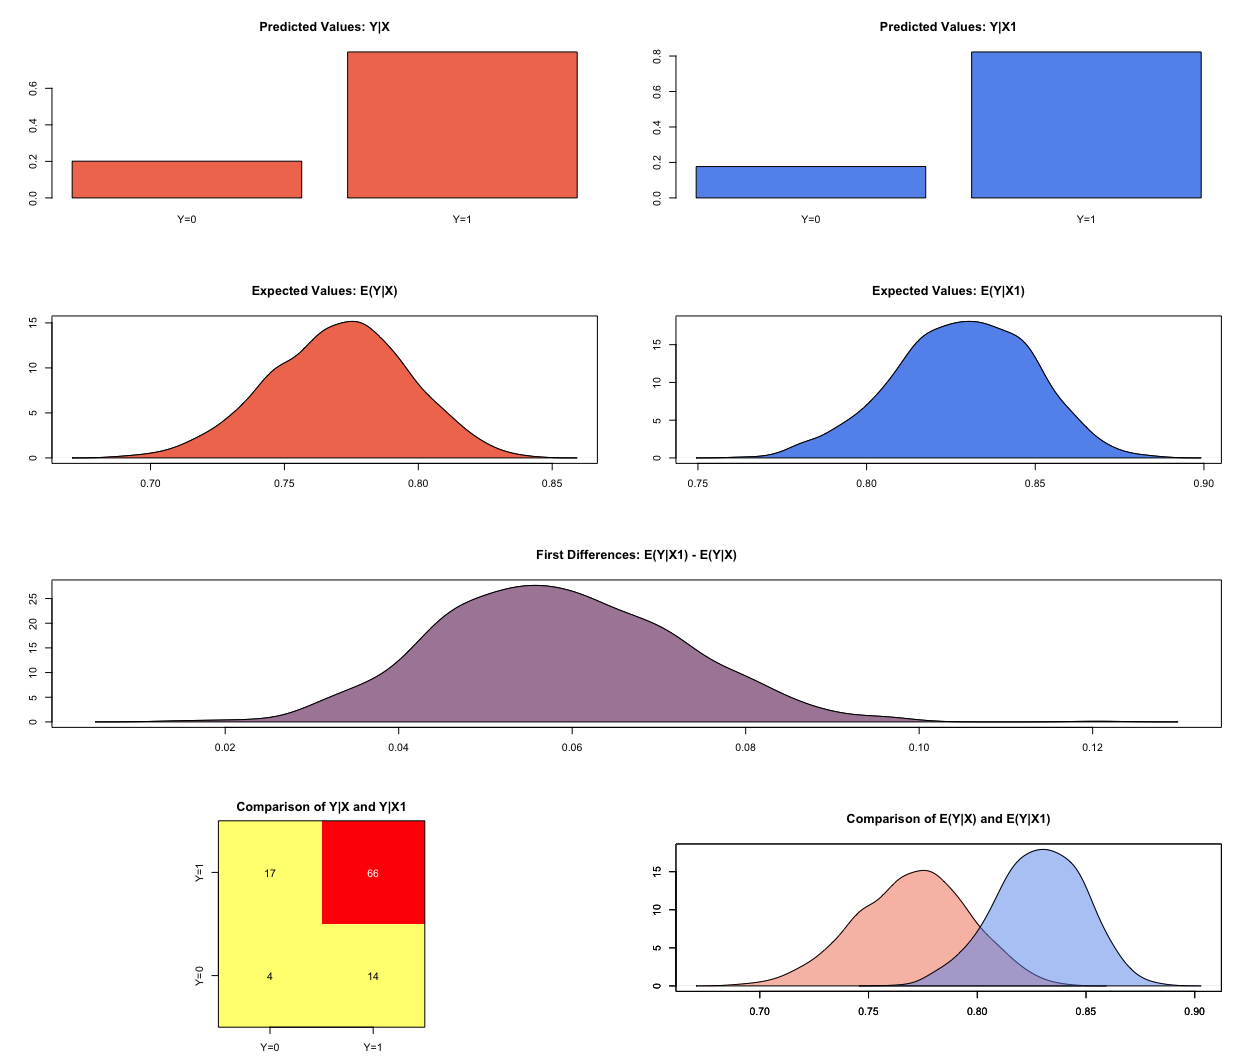 Predicted Values: Y|X
0.0 0.2 0.4 0.6
Y=0 Y=1
Predicted Values: Y|X1
0.0 0.2 0.4 0.6 0.8
Y=0 Y=1
Expected Values: E(Y|X)
0 5 10 15
0.70 0.75 0.80 0.85
Expected Values: E(Y|X1)
0 5 10 15
0.75 0.80 0.85 0.90
First Differences: E(Y|X1) - E(Y|X)
0 5 10 15 20 25
0.02 0.04 0.06 0.08 0.10 0.12
Comparison of Y|X and Y|X1
Y=1 17 66
Y=0 4 14
Y=0 Y=1
Comparison of E(Y|X) and E(Y|X1)
0 5 10 15
0.70 0.75 0.80 0.85 0.90